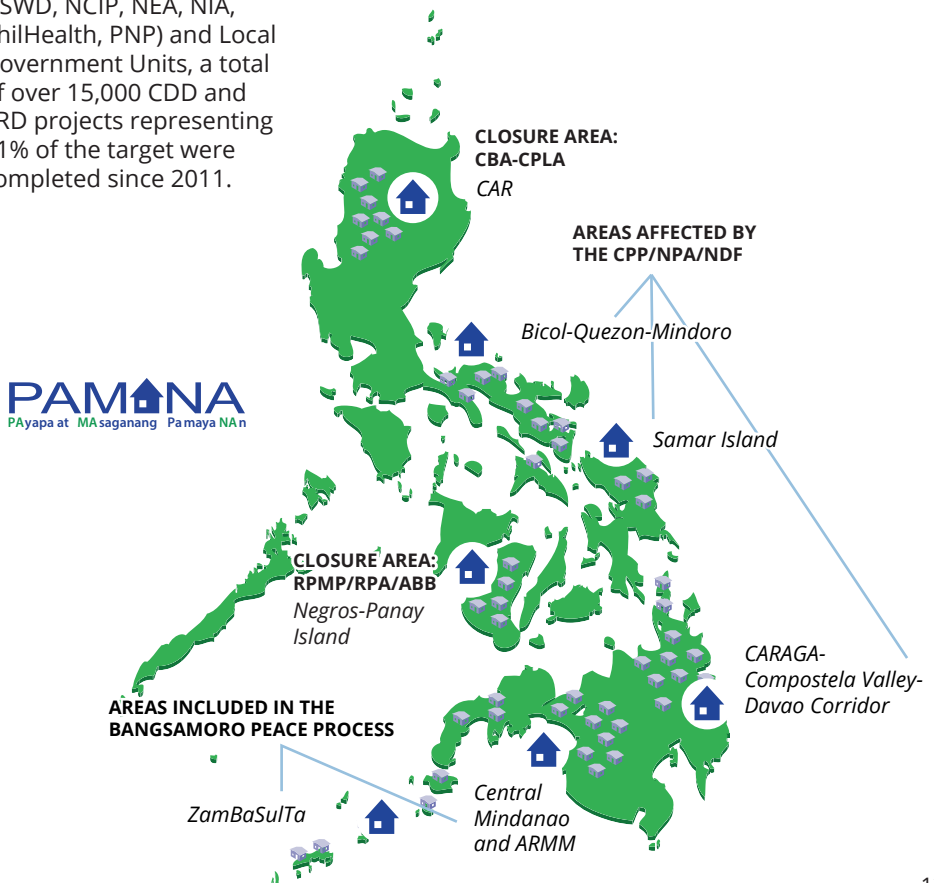 SWD, NCIP, NEA, NIA,
hilHealth, PNP) and Local
overnment Units, a total
f over 15,000 CDD and
RD projects representing
1% of the target were
ompleted since 2011.
CLOSURE AREA:
CBA-CPLA
CAR
AREAS AFFECTED BY
THE CPP/NPA/NDF
Bicol-Quezon-Mindoro
PAMANA
PAyapa at MAsaganang PamayaNAn
Samar Island
CLOSURE AREA:
RPMP/RPA/ABB
Negros-Panay
Island
CARAGA-
Compostela Valley-
Davao Corridor
AREAS INCLUDED IN THE
BANGSAMORO PEACE PROCESS
ZamBaSulTa
Central
Mindanao
and ARMM
1